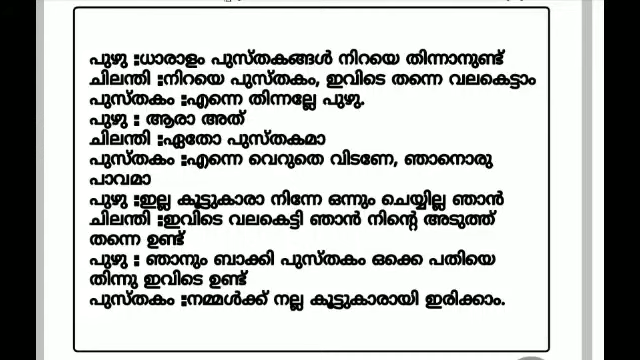 പുഴു :ധാരാളം പുസ്തകങ്ങൾ നിറയെ തിന്നാനുണ്ട്
ചിലന്തി :നിറയെ പുസ്തകം, ഇവിടെ തന്നെ വലകെട്ടാം
പുസ്തകം :എന്നെ തിന്നല്ലേ പുഴു.
പുഴു : ആരാ അത്
ചിലന്തി :ഏതോ പുസ്തകമാ
പുസ്തകം :എന്നെ വെറുതെ വിടണേ, ഞാനൊരു
പാവമാ
പുഴു :ഇല്ല കൂട്ടുകാരാ നിന്നേ ഒന്നും ചെയ്യില്ല ഞാൻ
ചിലന്തി :ഇവിടെ വലകെട്ടി ഞാൻ നിന്റെ അടുത്ത്
തന്നെ ഉണ്ട്
പുഴു : ഞാനും ബാക്കി പുസ്തകം ഒക്കെ പതിയെ
തിന്നു ഇവിടെ ഉണ്ട്
പുസ്തകം :നമ്മൾക്ക് നല്ല കൂട്ടുകാരായി ഇരിക്കാം.